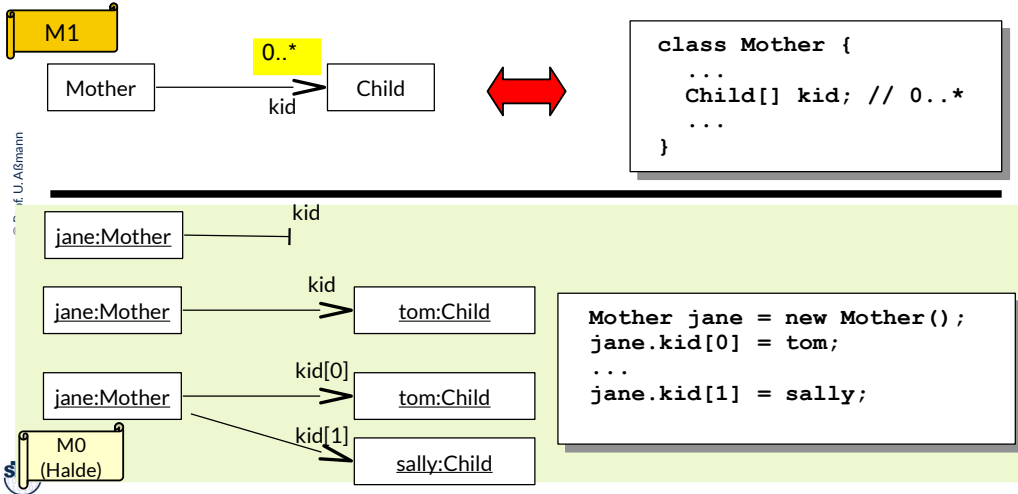 M1
0..*
Mother
Child
kid
class Mother {
...
Child[] kid; // 0..*
...
}
U. Aßmann
kid
jane:Mother
kid
jane:Mother
tom:Child
kid[0]
jane:Mother
tom:Child
kid[1]
sally:Child
Mother jane = new Mother();
jane.kid[0] = tom;
...
jane.kid[1] = sally;
M0
(Halde)